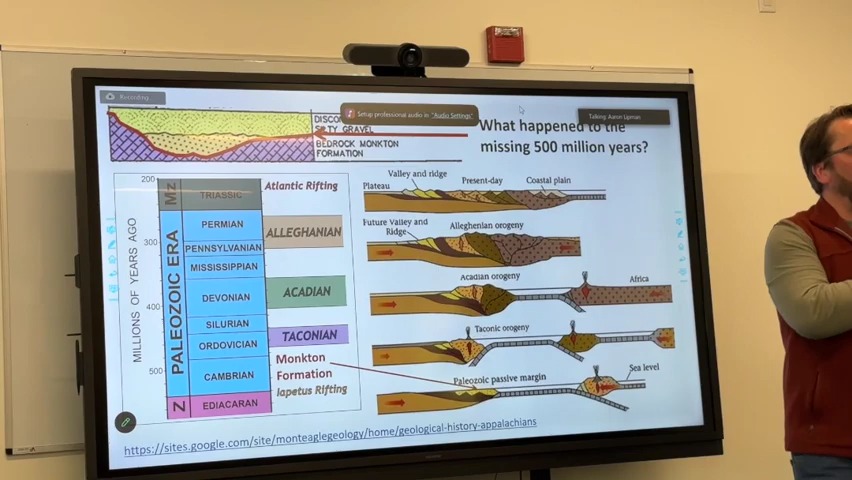 Recording
Setup professional audio in "Audio Settings"
Talking: Aaron Lipman
SILTY GRAVEL
BEDROCK MONKTON
FORMATION
What happened to the
missing 500 million years?
MILLIONS OF YEARS AGO
200
300
400
500
Mz
PALEOZOIC ERA
Z
TRIASSIC
PERMIAN
PENNSYLVANIAN
MISSISSIPPIAN
DEVONIAN
SILURIAN
ORDOVICIAN
CAMBRIAN
EDIACARAN
Atlantic Rifting
ALLEGHANIAN
ACADIAN
TACONIAN
Monkton
Formation
Iapetus Rifting
Valley and ridge
Plateau
Present-day
Coastal plain
Future Valley and
Ridge
Alleghenian orogeny
Acadian orogeny
Africa
Taconic orogeny
Paleozoic passive margin
Sea level
https://sites.google.com/site/monteaglegeology/home/geological-history-appalachians